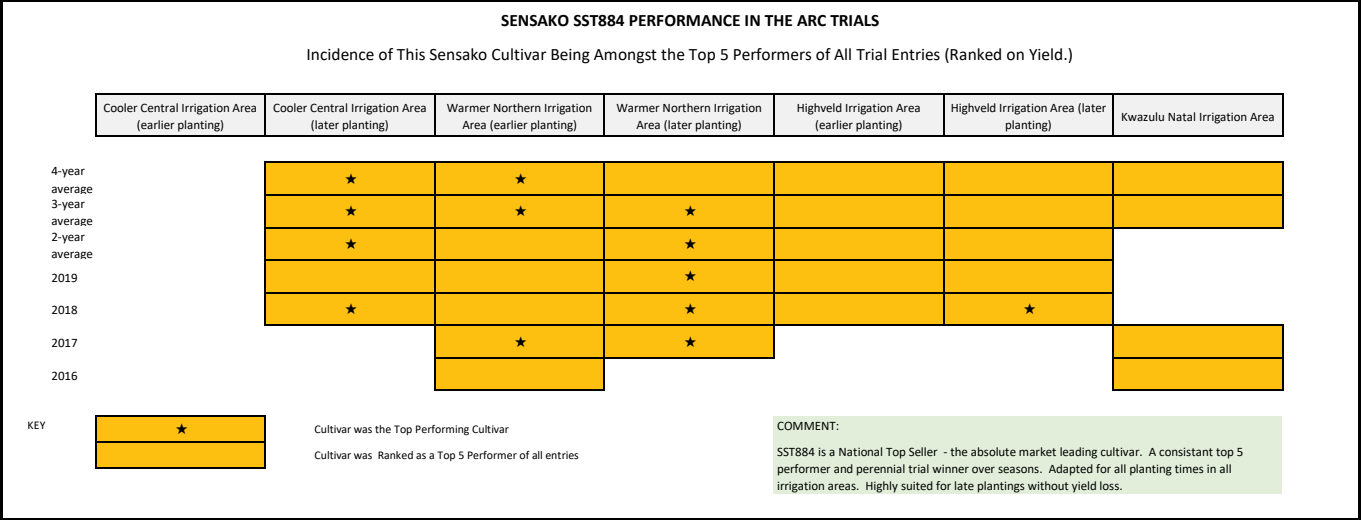 SENSAKO SST884 PERFORMANCE IN THE ARC TRIALS
Incidence of This Sensako Cultivar Being Amongst the Top 5 Performers of All Trial Entries (Ranked on Yield.)
Cooler Central Irrigation Area
(earlier planting)
Cooler Central Irrigation Area
(later planting)
Warmer Northern Irrigation
Area (earlier planting)
Warmer Northern Irrigation
Area (later planting)
Highveld Irrigation Area
(earlier planting)
Highveld Irrigation Area (later
planting)
Kwazulu Natal Irrigation Area
4-year
average
★ ★
3-year
average
★ ★ ★
2-year
average
★ ★
2019 ★
2018 ★ ★ ★
2017 ★ ★
2016
KEY
★ Cultivar was the Top Performing Cultivar
Cultivar was Ranked as a Top 5 Performer of all entries
COMMENT:
SST884 is a National Top Seller - the absolute market leading cultivar. A consistant top 5
performer and perennial trial winner over seasons. Adapted for all planting times in all
irrigation areas. Highly suited for late plantings without yield loss.